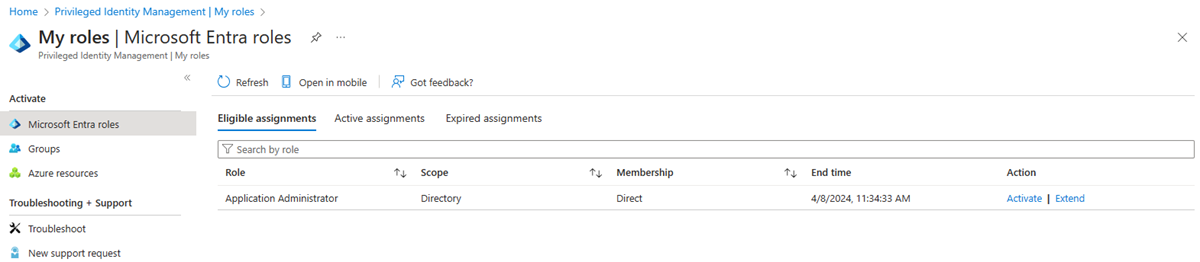 Home > Privileged Identity Management | My roles >
My roles | Microsoft Entra roles
Privileged Identity Management | My roles
Refresh Open in mobile Got feedback?
Activate
Microsoft Entra roles
Groups
Azure resources
Troubleshooting + Support
Troubleshoot
New support request
Eligible assignments Active assignments Expired assignments
Search by role
Role Scope Membership End time Action
Application Administrator Directory Direct 4/8/2024, 11:34:33 AM Activate | Extend